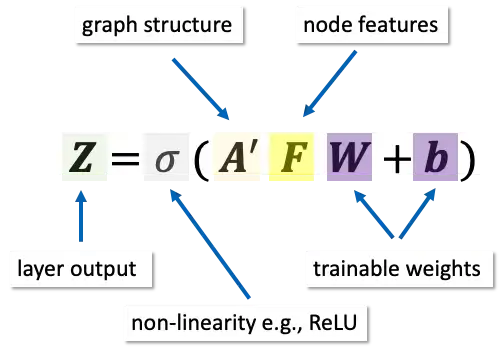 graph structure
node features
Z = σ ( A′ F W + b )
layer output
trainable weights
non-linearity e.g., ReLU